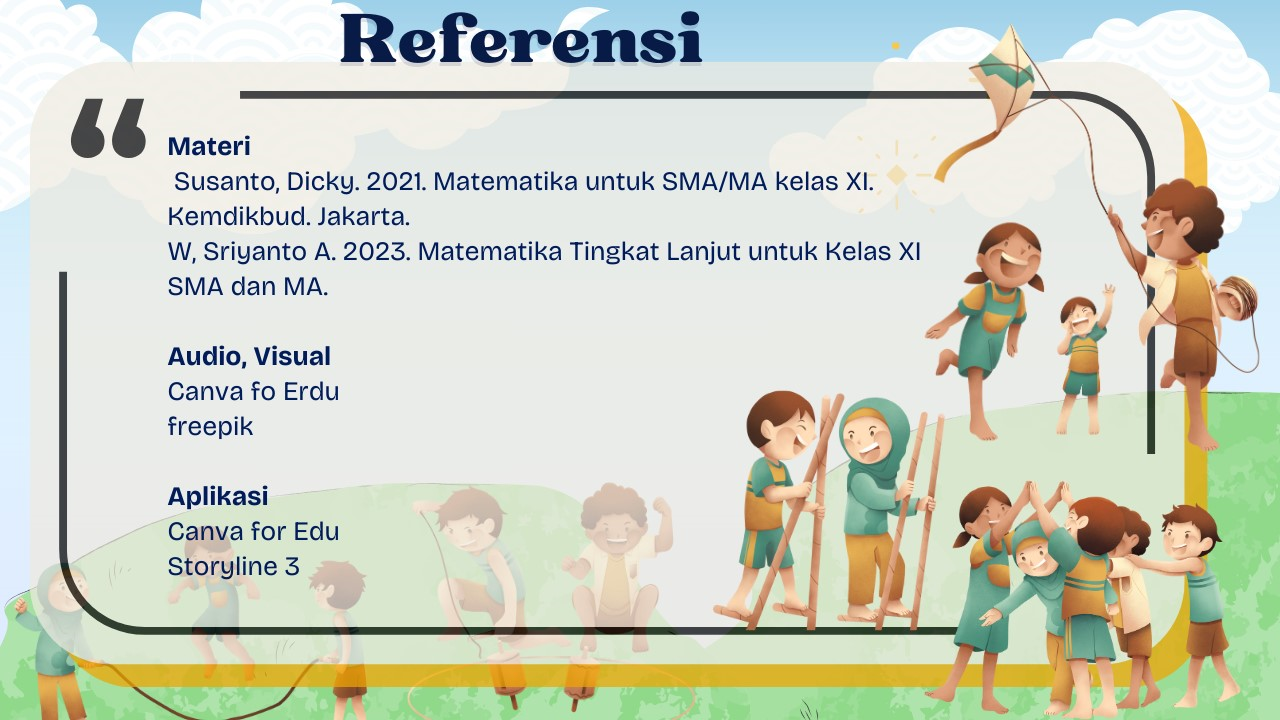 Referensi
Materi
Susanto, Dicky. 2021. Matematika untuk SMA/MA kelas XI.
Kemdikbud. Jakarta.
W, Sriyanto A. 2023. Matematika Tingkat Lanjut untuk Kelas XI
SMA dan MA.
Audio, Visual
Canva fo Erdu
freepik
Aplikasi
Canva for Edu
Storyline 3